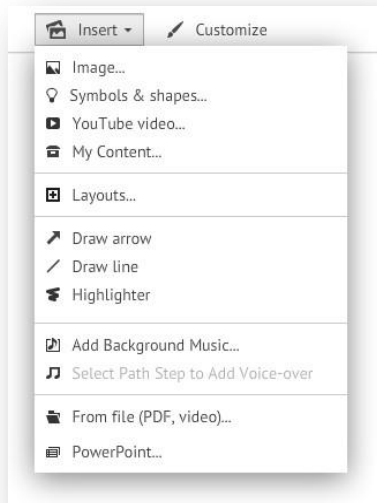 Insert Customize
Image...
Symbols & shapes...
YouTube video...
My Content...
Layouts...
Draw arrow
Draw line
Highlighter
Add Background Music...
Select Path Step to Add Voice-over
From file (PDF, video)...
PowerPoint...